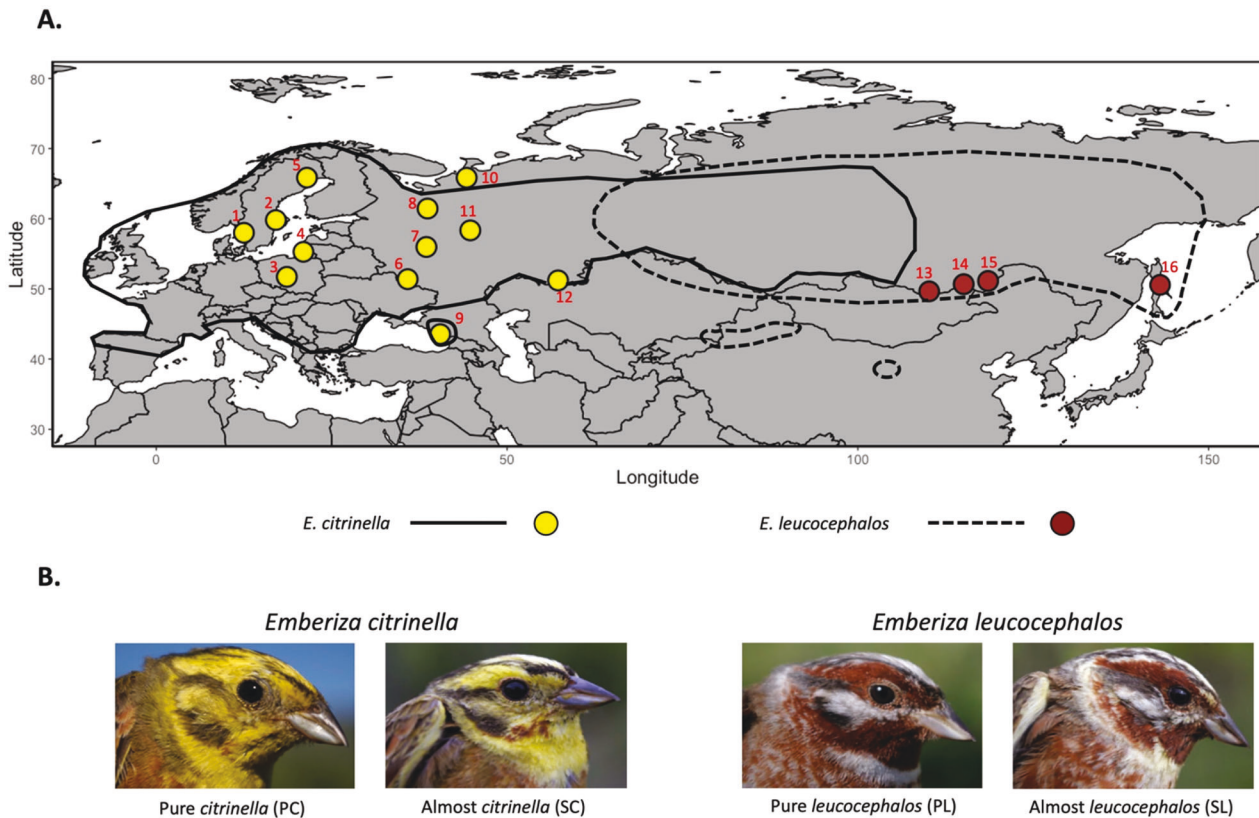 A.
80
70
60
50
40
30
Latitude
5
10
2
8
1
11
4
7
3
6
12
13
14
15
16
9
0
50
100
150
Longitude
E. citrinella
E. leucocephalos
B.
Emberiza citrinella
Emberiza leucocephalos
Pure citrinella (PC)
Almost citrinella (SC)
Pure leucocephalos (PL)
Almost leucocephalos (SL)